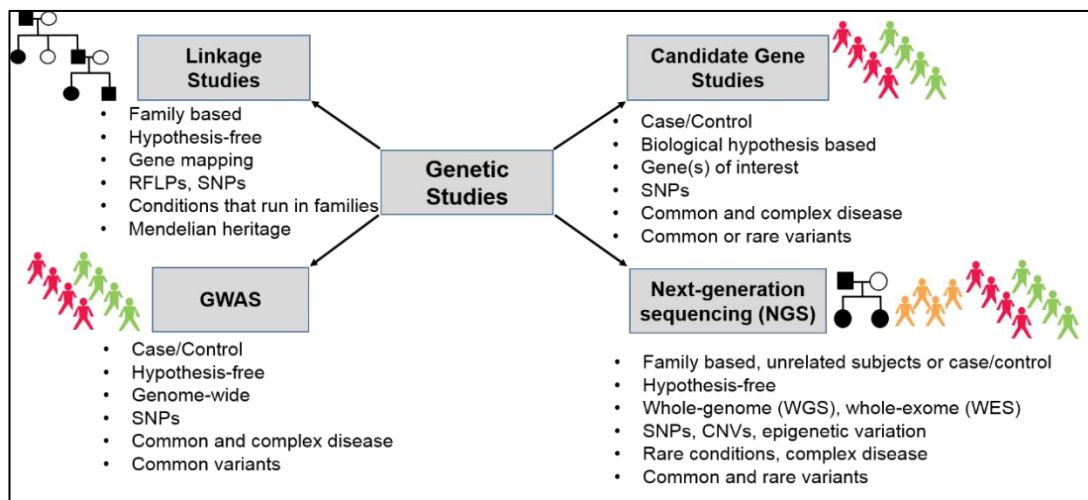 Linkage
Studies
• Family based
• Hypothesis-free
• Gene mapping
• RFLPs, SNPs
• Conditions that run in families
• Mendelian heritage
Candidate Gene
Studies
• Case/Control
• Biological hypothesis based
• Gene(s) of interest
• SNPs
• Common and complex disease
• Common or rare variants
Genetic
Studies
GWAS
• Case/Control
• Hypothesis-free
• Genome-wide
• SNPs
• Common and complex disease
• Common variants
Next-generation
sequencing (NGS)
• Family based, unrelated subjects or case/control
• Hypothesis-free
• Whole-genome (WGS), whole-exome (WES)
• SNPs, CNVs, epigenetic variation
• Rare conditions, complex disease
• Common and rare variants